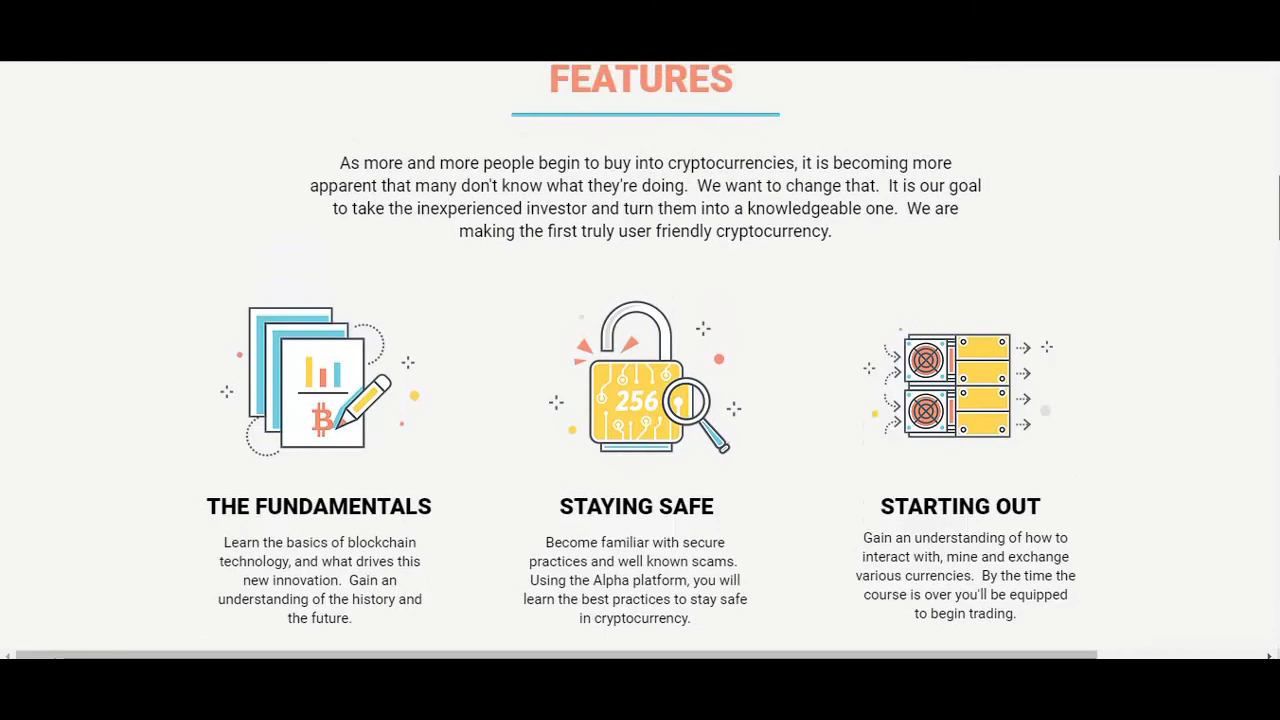 FEATURES
As more and more people begin to buy into cryptocurrencies, it is becoming more
apparent that many don't know what they're doing.  We want to change that.  It is our goal
to take the inexperienced investor and turn them into a knowledgeable one.  We are
making the first truly user friendly cryptocurrency.
256
THE FUNDAMENTALS
Learn the basics of blockchain
technology, and what drives this
new innovation.  Gain an
understanding of the history and
the future.
STAYING SAFE
Become familiar with secure
practices and well known scams.
Using the Alpha platform, you will
learn the best practices to stay safe
in cryptocurrency.
STARTING OUT
Gain an understanding of how to
interact with, mine and exchange
various currencies.  By the time the
course is over you'll be equipped
to begin trading.